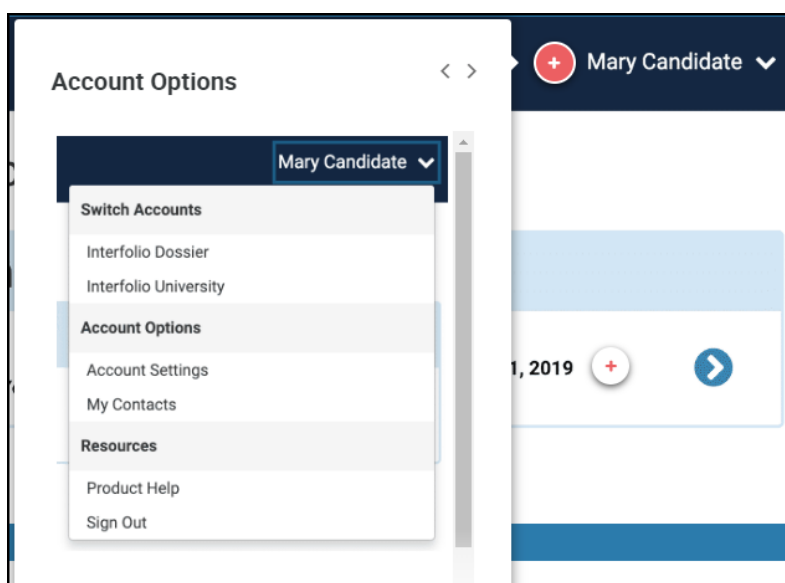 Account Options
Mary Candidate
Mary Candidate
Switch Accounts
Interfolio Dossier
Interfolio University
Account Options
Account Settings
My Contacts
Resources
Product Help
Sign Out
1, 2019